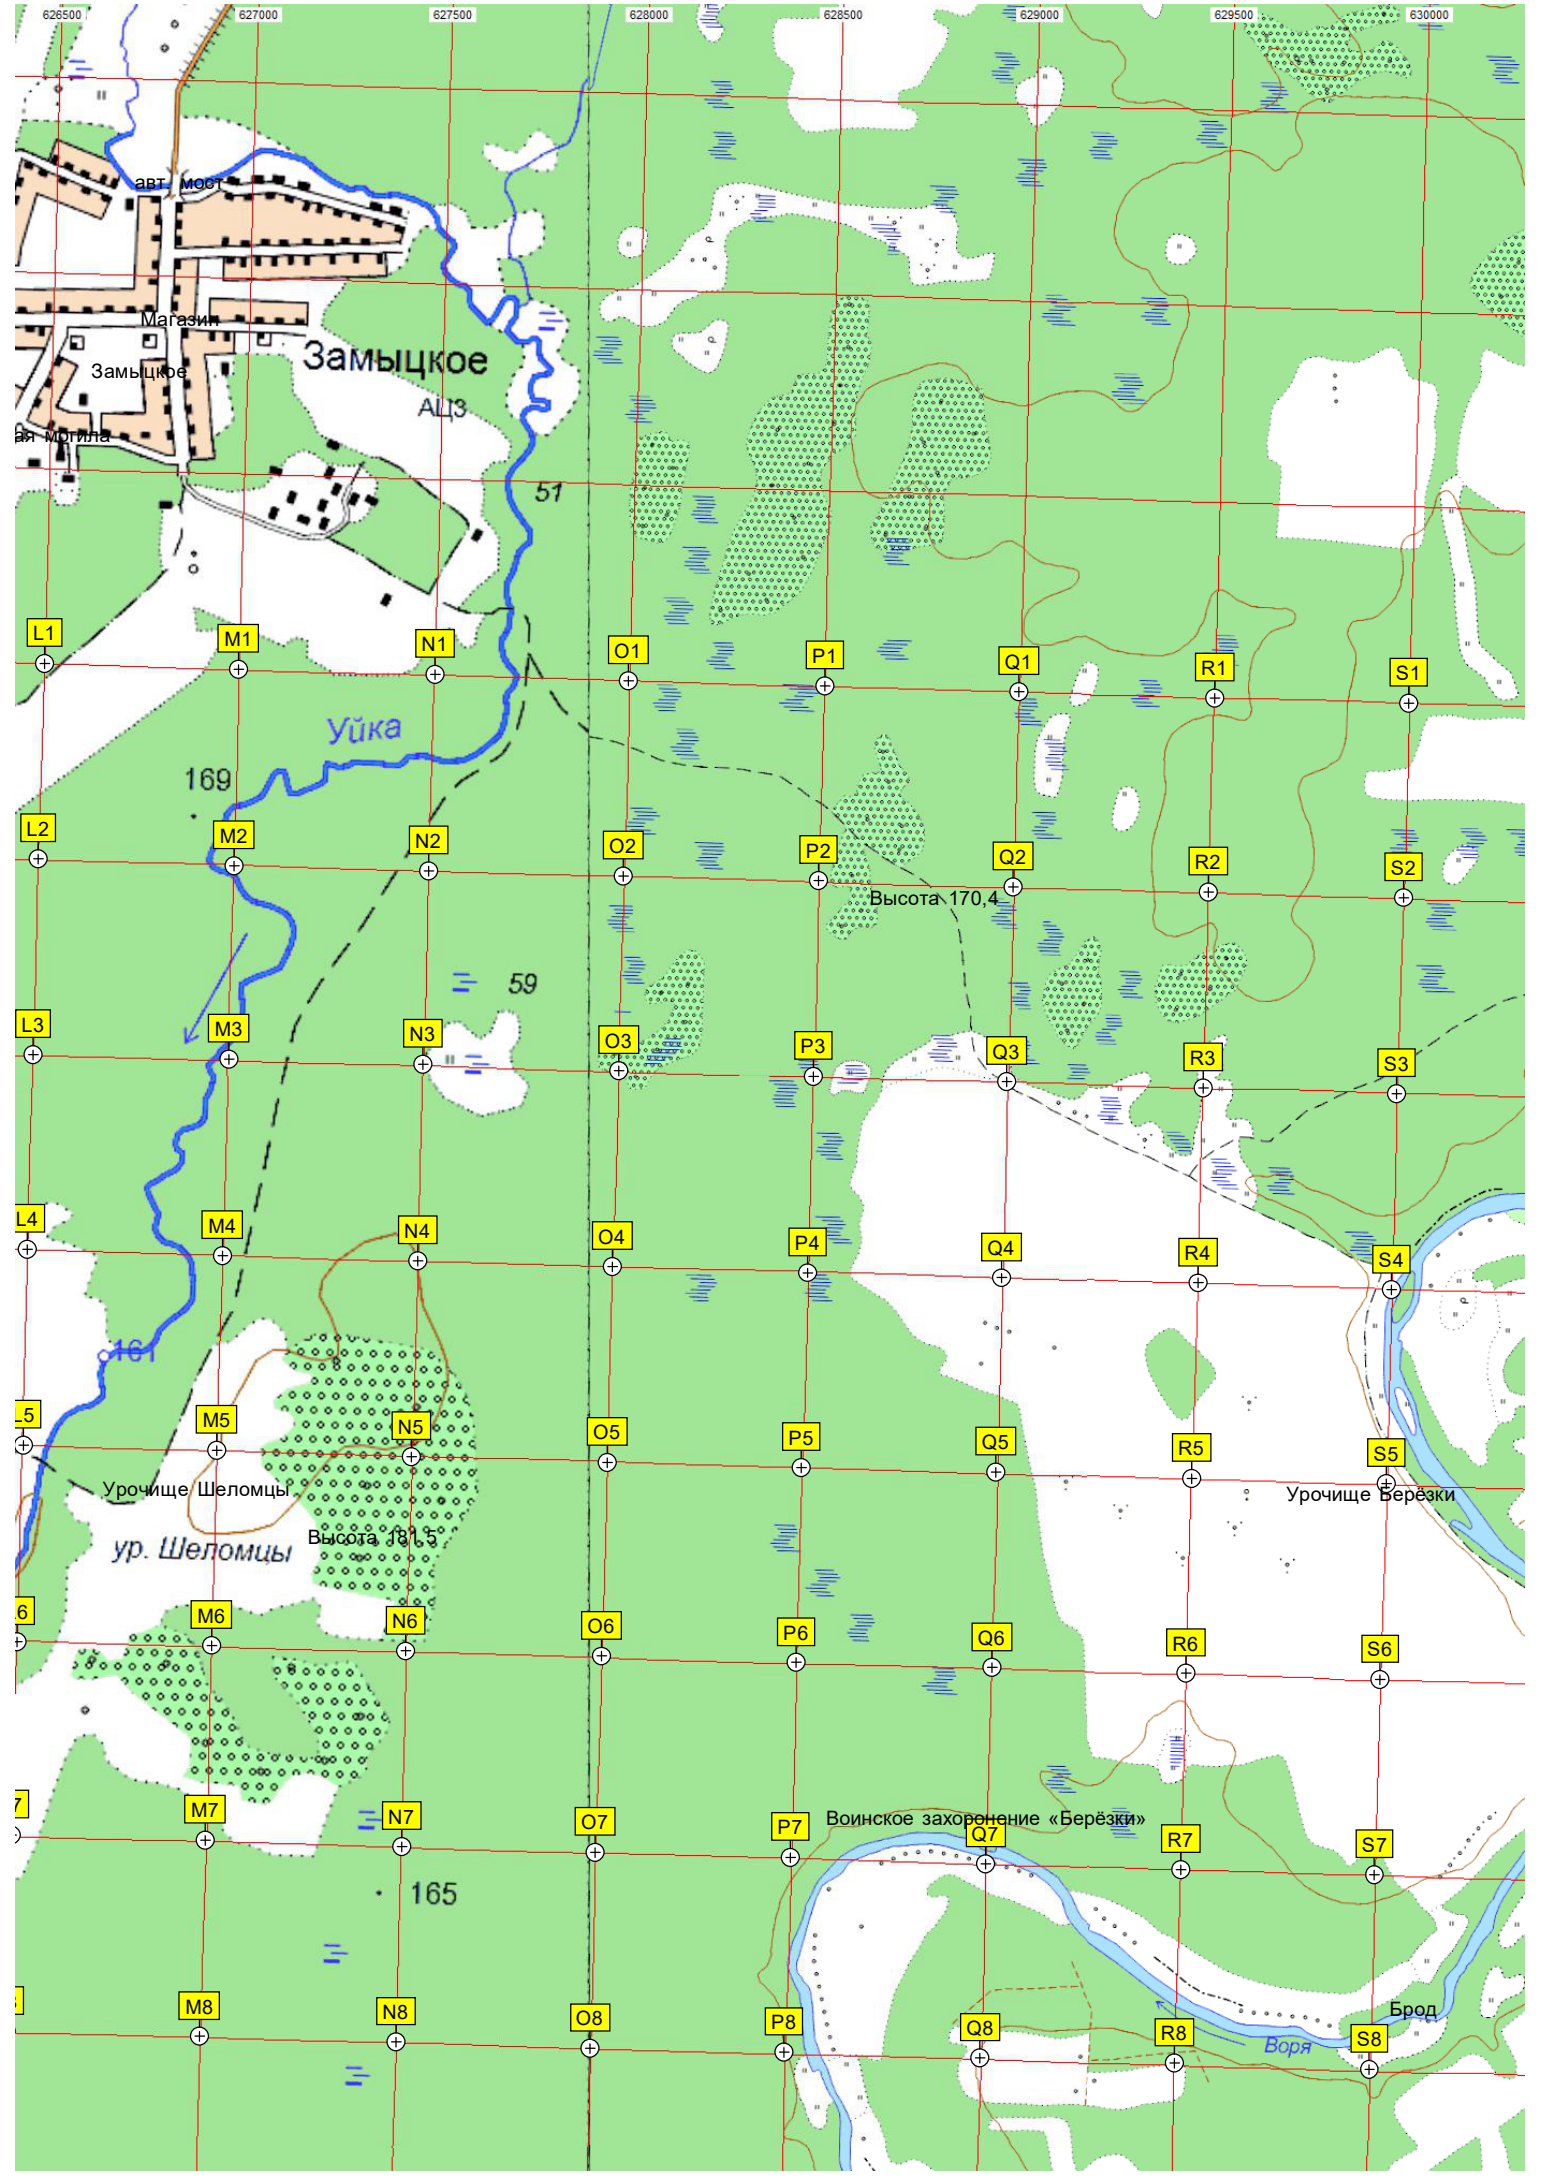 626500 627000 627500 628000 628500 629000 629500 630000
авт. мост
Магазин
Замыцкое
Замыцкое
АЦЗ
ая могила
51
L1 M1 N1 O1 P1 Q1 R1 S1
Уйка
169
L2 M2 N2 O2 P2 Q2 R2 S2
Высота 170,4
59
L3 M3 N3 O3 P3 Q3 R3 S3
L4 M4 N4 O4 P4 Q4 R4 S4
161
L5 M5 N5 O5 P5 Q5 R5 S5
Урочище Шеломцы
Урочище Берёзки
Высота 181,5
ур. Шеломцы
6 M6 N6 O6 P6 Q6 R6 S6
7 M7 N7 O7 P7 Q7 R7 S7
Воинское захоронение «Берёзки»
165
M8 N8 O8 P8 Q8 R8 S8
Брод
Воря